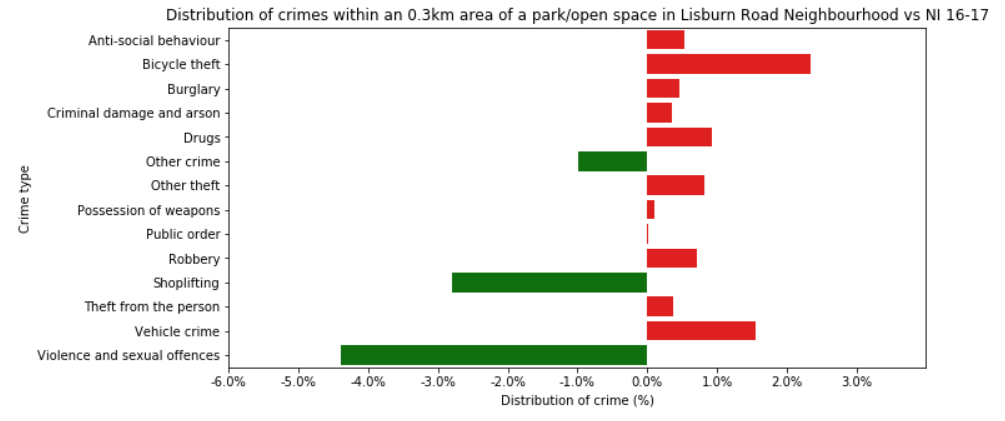 Distribution of crimes within an 0.3km area of a park/open space in Lisburn Road Neighbourhood vs NI 16-17
Crime type
Anti-social behaviour
Bicycle theft
Burglary
Criminal damage and arson
Drugs
Other crime
Other theft
Possession of weapons
Public order
Robbery
Shoplifting
Theft from the person
Vehicle crime
Violence and sexual offences
-6.0% -5.0% -4.0% -3.0% -2.0% -1.0% 0.0% 1.0% 2.0% 3.0%
Distribution of crime (%)